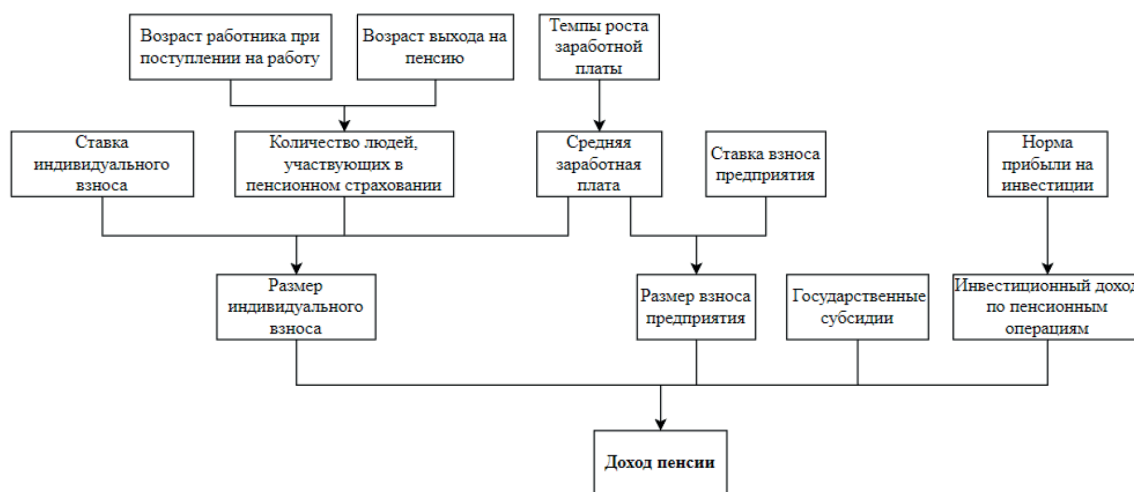 Возраст работника при
поступлении на работу
Возраст выхода на
пенсию
Темпы роста
заработной
платы
Ставка
индивидуального
взноса
Количество людей,
участвующих в
пенсионном страховании
Средняя
заработная
плата
Ставка взноса
предприятия
Норма
прибыли на
инвестиции
Размер
индивидуального
взноса
Размер взноса
предприятия
Государственные
субсидии
Инвестиционный доход
по пенсионным
операциям
Доход пенсии